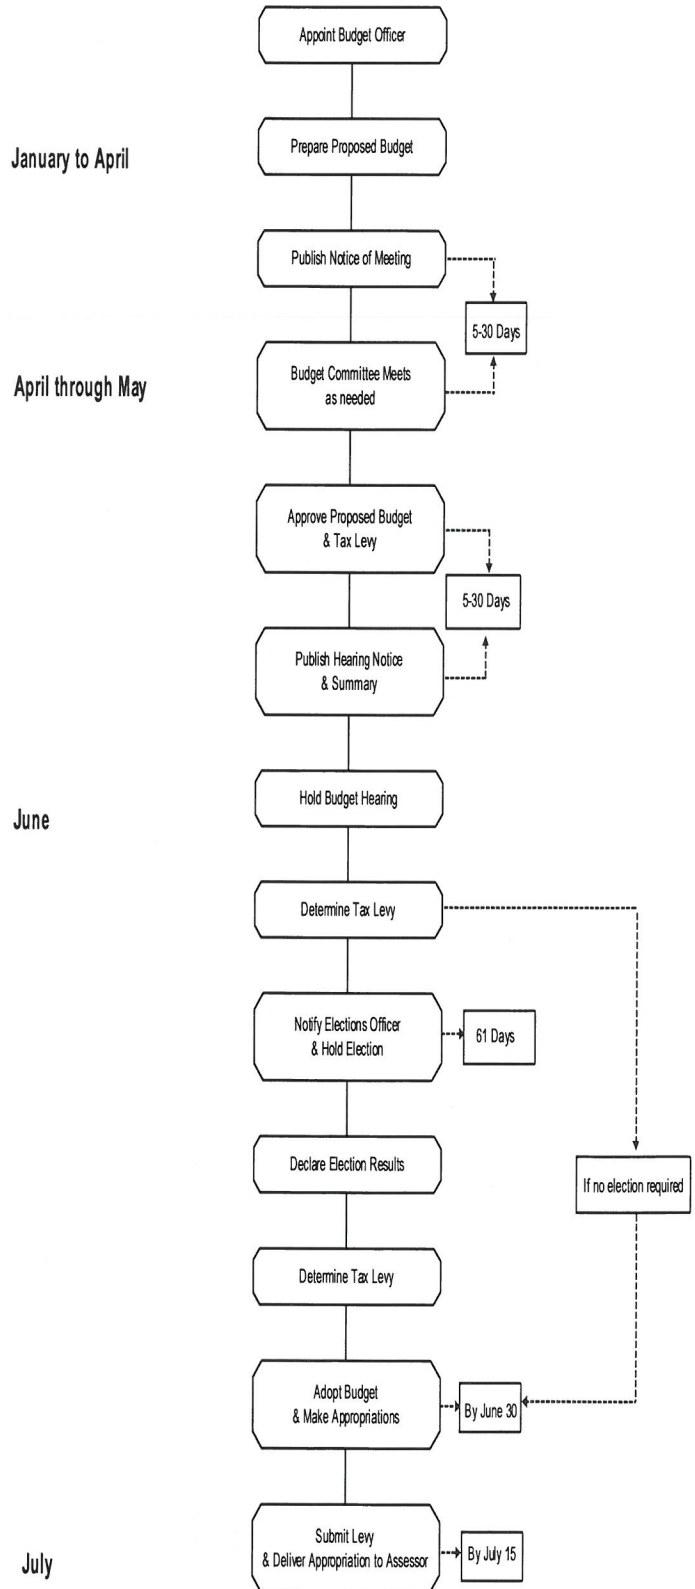 Appoint Budget Officer
January to April
Prepare Proposed Budget
Publish Notice of Meeting
5-30 Days
April through May
Budget Committee Meets
as needed
Approve Proposed Budget
& Tax Levy
5-30 Days
Publish Hearing Notice
& Summary
June
Hold Budget Hearing
Determine Tax Levy
Notify Elections Officer
& Hold Election
61 Days
Declare Election Results
If no election required
Determine Tax Levy
Adopt Budget
& Make Appropriations
By June 30
July
Submit Levy
& Deliver Appropriation to Assessor
By July 15